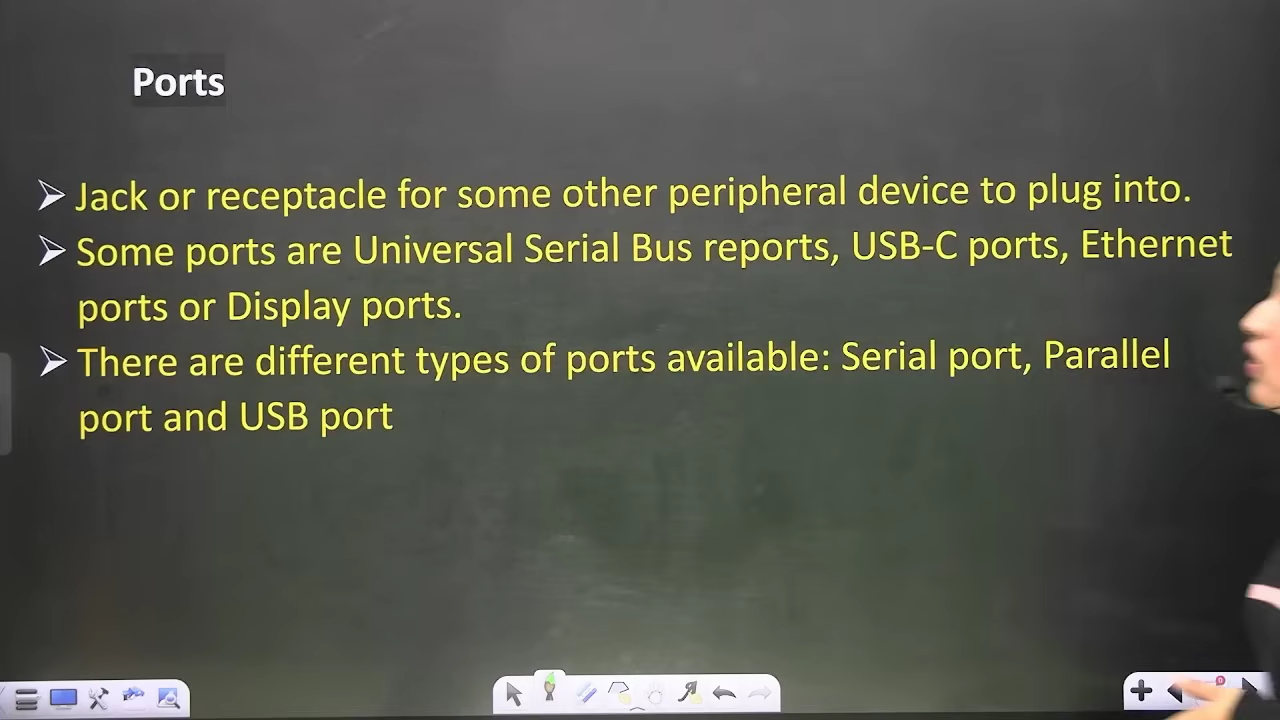 Ports
Jack or receptacle for some other peripheral device to plug into.
Some ports are Universal Serial Bus reports, USB-C ports, Ethernet
ports or Display ports.
There are different types of ports available: Serial port, Parallel
port and USB port